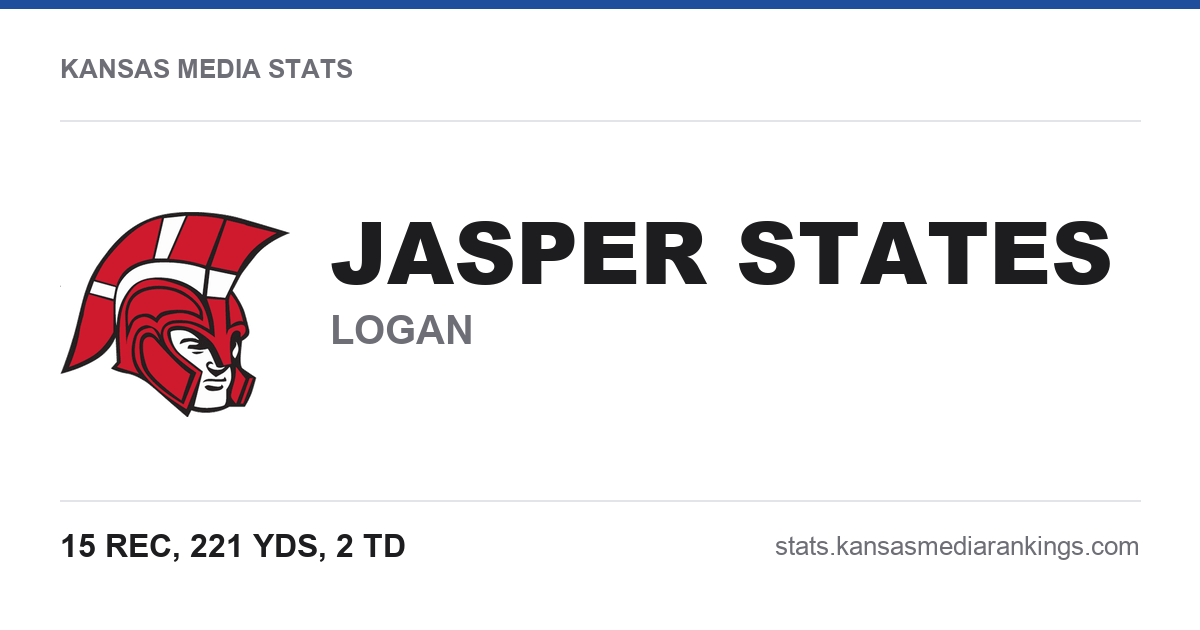 KANSAS MEDIA STATS
JASPER STATES
LOGAN
15 REC, 221 YDS, 2 TD
stats.kansasmediarankings.com